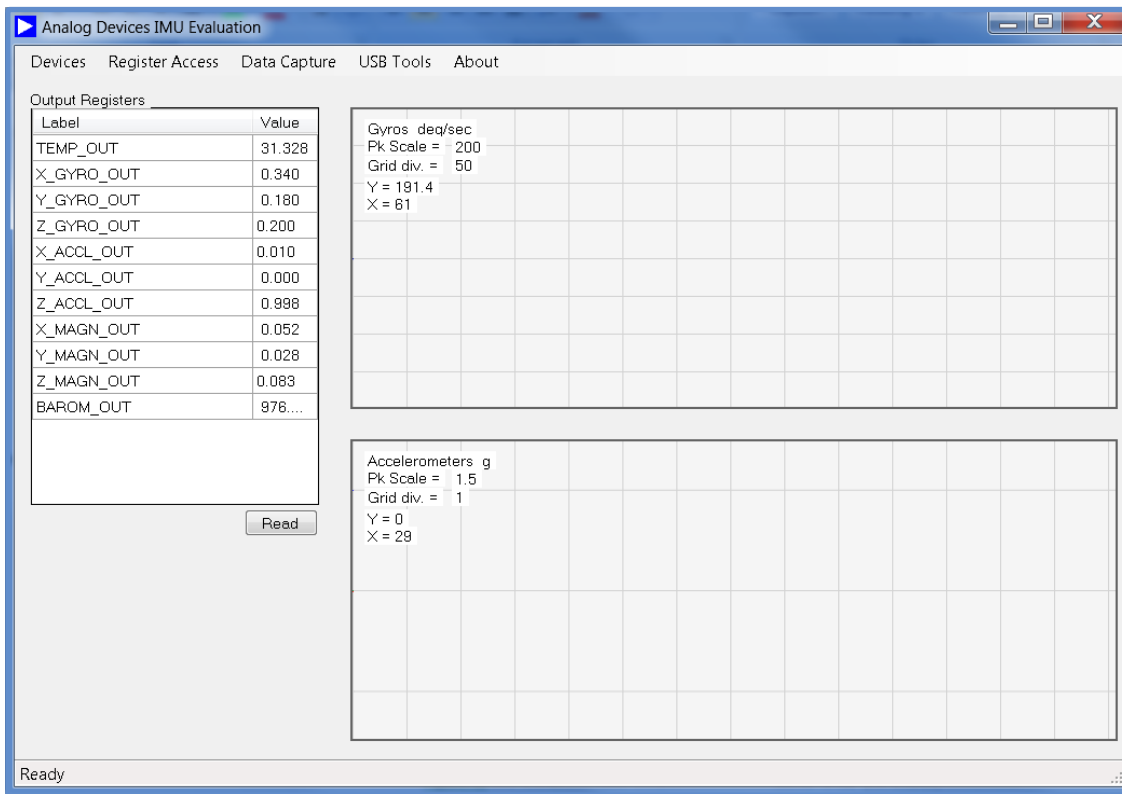 Analog Devices IMU Evaluation
Devices Register Access Data Capture USB Tools About
Output Registers
Label Value
TEMP_OUT 31.328
X_GYRO_OUT 0.340
Y_GYRO_OUT 0.180
Z_GYRO_OUT 0.200
X_ACCL_OUT 0.010
Y_ACCL_OUT 0.000
Z_ACCL_OUT 0.998
X_MAGN_OUT 0.052
Y_MAGN_OUT 0.028
Z_MAGN_OUT 0.083
BAROM_OUT 976....
Read
Gyros deq/sec
Pk Scale = 200
Grid div. = 50
Y = 191.4
X = 61
Accelerometers g
Pk Scale = 1.5
Grid div. = 1
Y = 0
X = 29
Ready